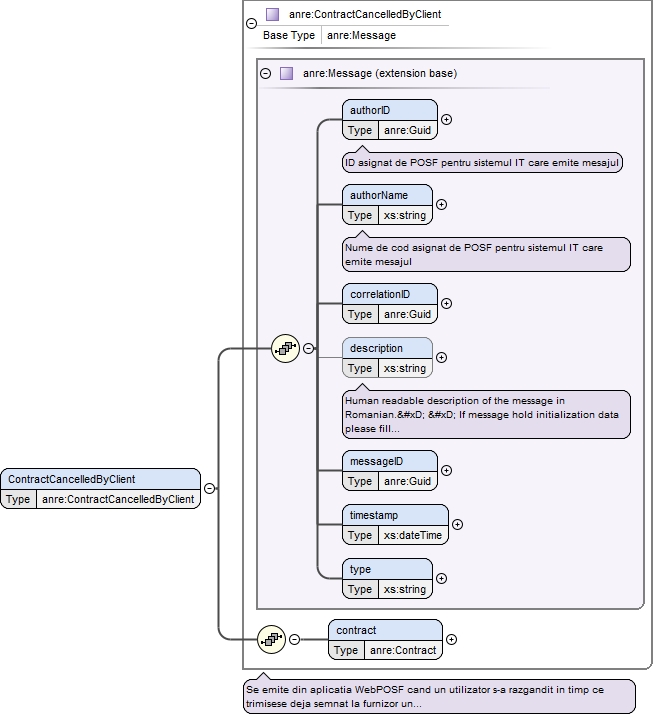 anre:ContractCancelledByClient
Base Type anre:Message
anre:Message (extension base)
authorID
Type anre:Guid
ID asignat de POSF pentru sistemul IT care emite mesajul
authorName
Type xs:string
Nume de cod asignat de POSF pentru sistemul IT care
emite mesajul
correlationID
Type anre:Guid
description
Type xs:string
Human readable description of the message in
Romanian.&#xD; &#xD; If message hold initialization data
please fill...
messageID
Type anre:Guid
timestamp
Type xs:dateTime
type
Type xs:string
ContractCancelledByClient
Type anre:ContractCancelledByClient
contract
Type anre:Contract
Se emite din aplicatia WebPOSF cand un utilizator s-a razgandit in timp ce
trimisese deja semnat la furnizor un...